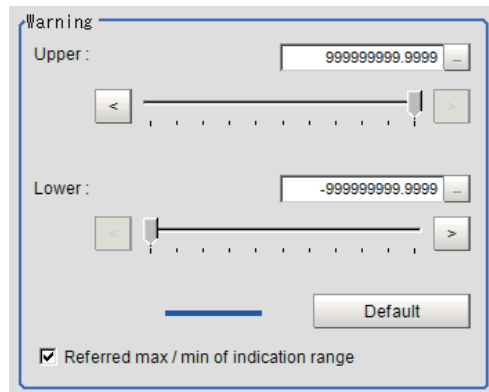 Warning
Upper :
999999999.9999 ...
< >
Lower :
-999999999.9999 ...
< >
Default
Referred max / min of indication range